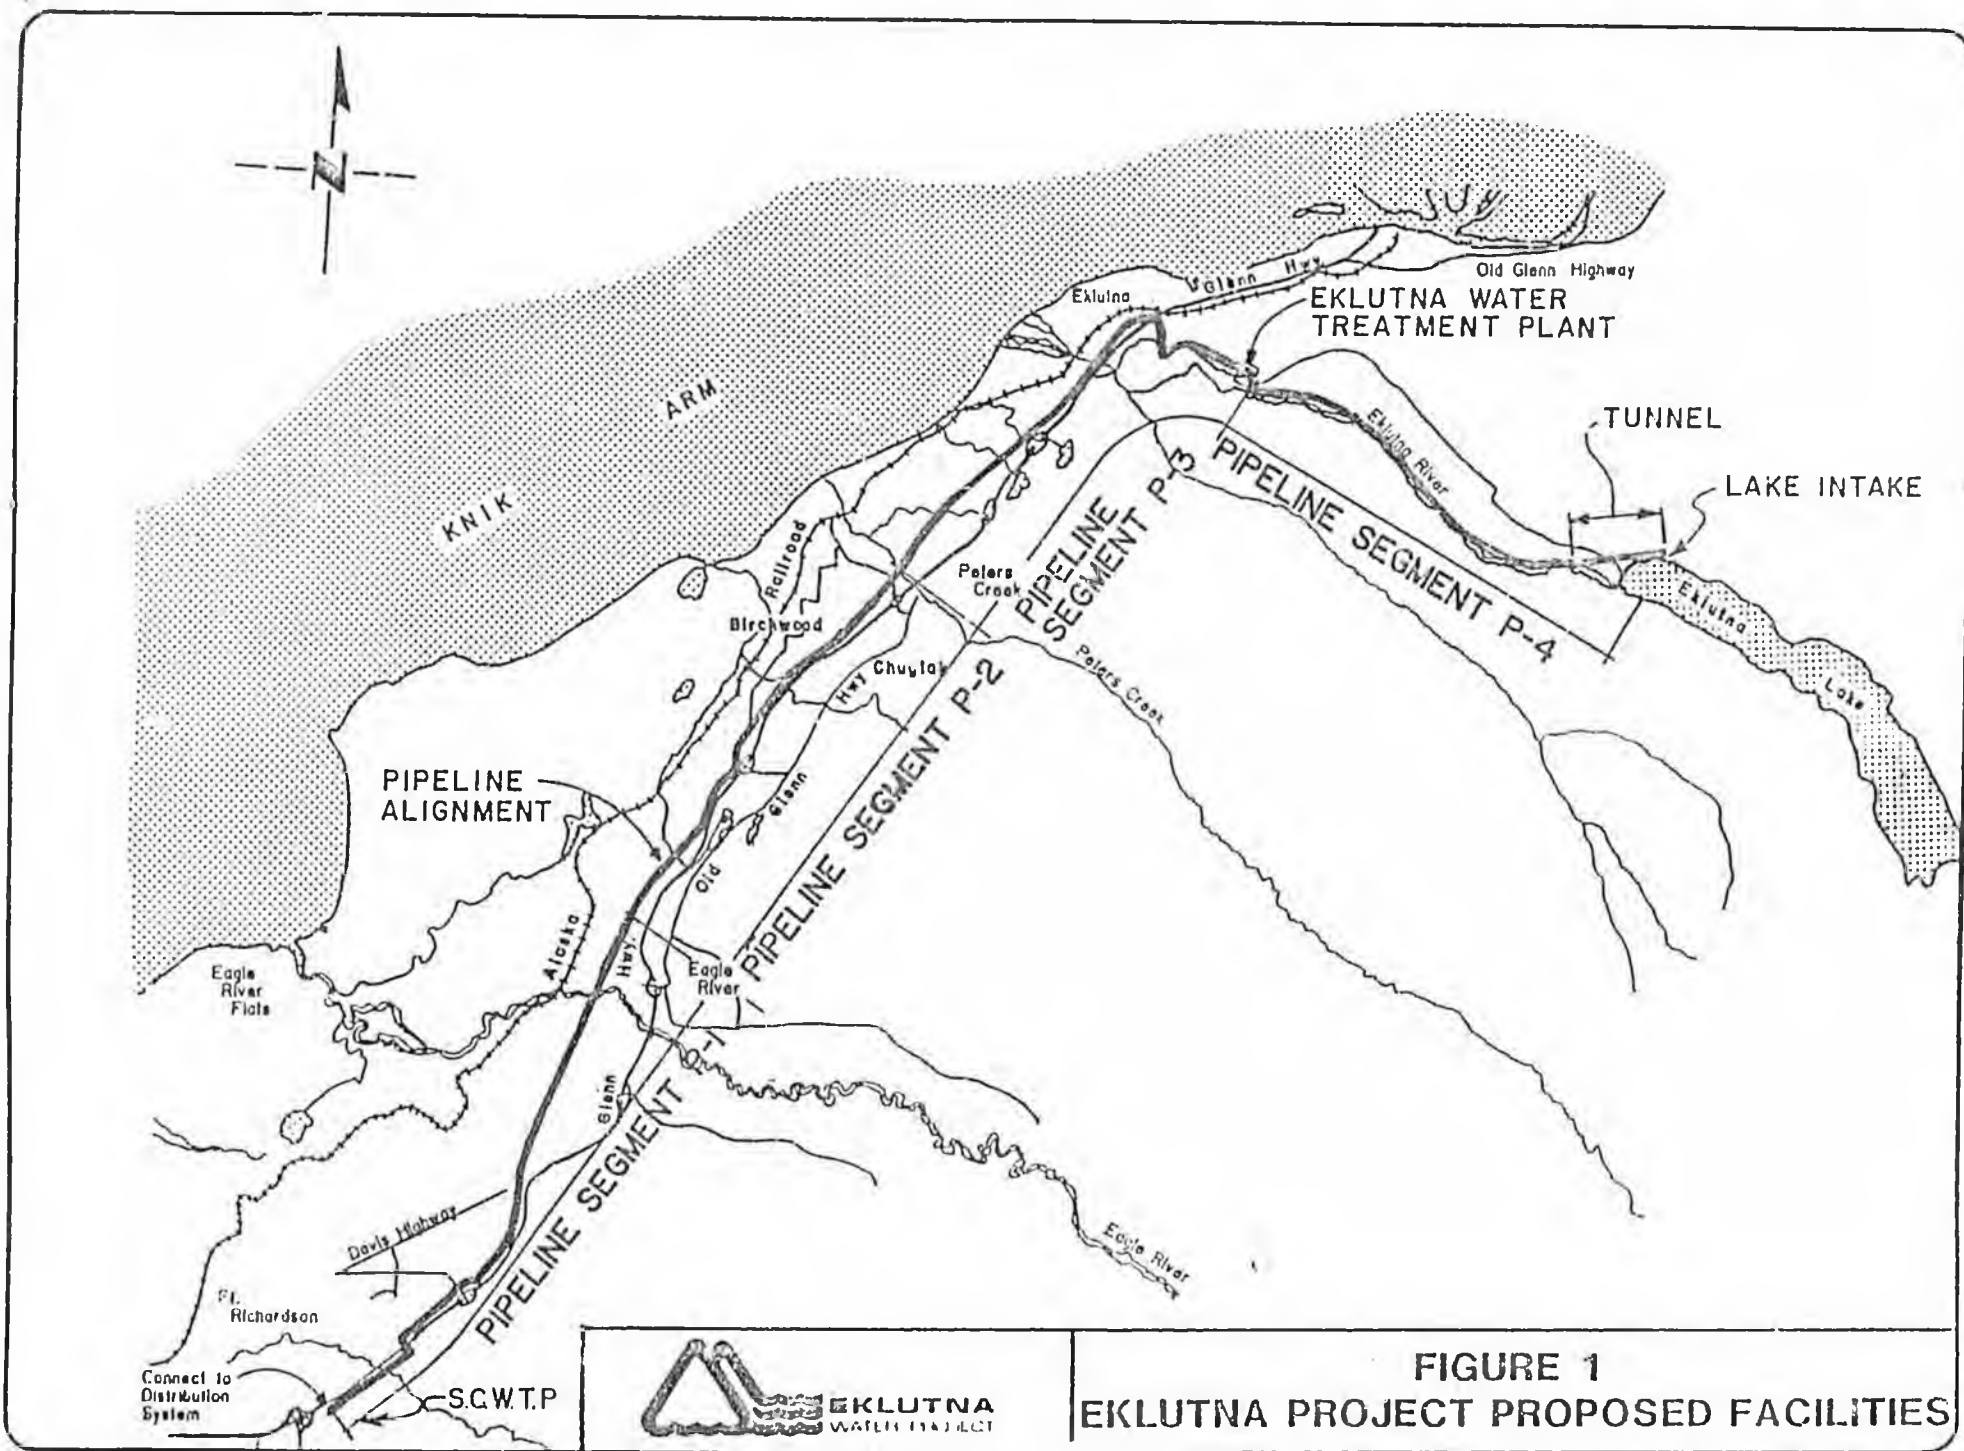 N
Old Glenn Highway
Glenn Hwy.
Eklutna
EKLUTNA WATER
TREATMENT PLANT
TUNNEL
LAKE INTAKE
Eklutna River
KNIK ARM
PIPELINE SEGMENT P-4
PIPELINE
SEGMENT P-3
Eklutna Lake
Railroad
Peters
Creek
Birchwood
Peters Creek
Hwy
PIPELINE SEGMENT P-2
PIPELINE
ALIGNMENT
Glenn
Old
Alaska
Hwy.
Eagle
River
Eagle
River
Flats
Glenn
PIPELINE SEGMENT
-1
Davis Highway
Eagle River
Richardson
Connect to
Distribution
System
S.C.W.T.P
EKLUTNA
WATER PROJECT
FIGURE 1
EKLUTNA PROJECT PROPOSED FACILITIES